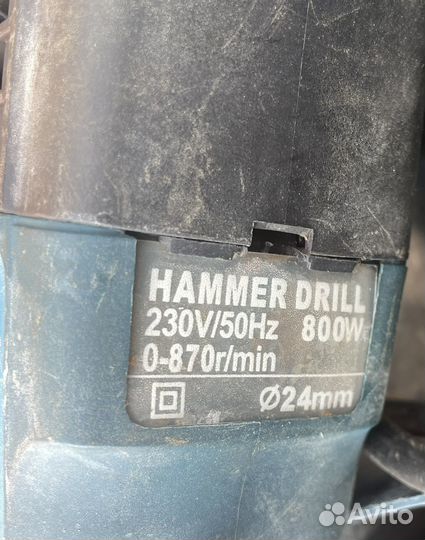 HAMMER DRILL
230V/50Hz 800W
0-870r/min
Ø24mm
Avito